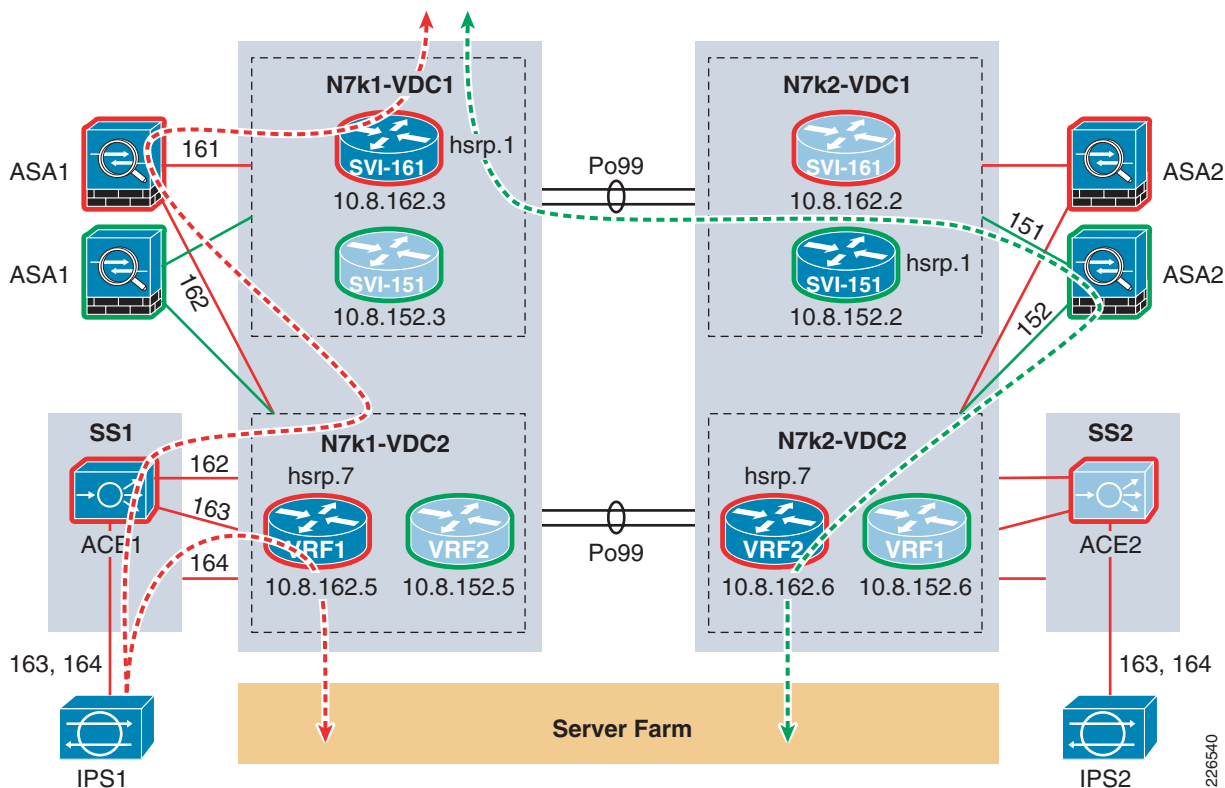 N7k1-VDC1
N7k2-VDC1
ASA1
161
SVI-161
hsrp.1
10.8.162.3
Po99
SVI-161
10.8.162.2
ASA2
ASA1
162
SVI-151
10.8.152.3
SVI-151
hsrp.1
10.8.152.2
151
152
ASA2
SS1
162
163
164
ACE1
N7k1-VDC2
hsrp.7
VRF1
10.8.162.5
VRF2
10.8.152.5
Po99
N7k2-VDC2
hsrp.7
VRF2
10.8.162.6
VRF1
10.8.152.6
SS2
ACE2
163, 164
IPS1
Server Farm
163, 164
IPS2
226540